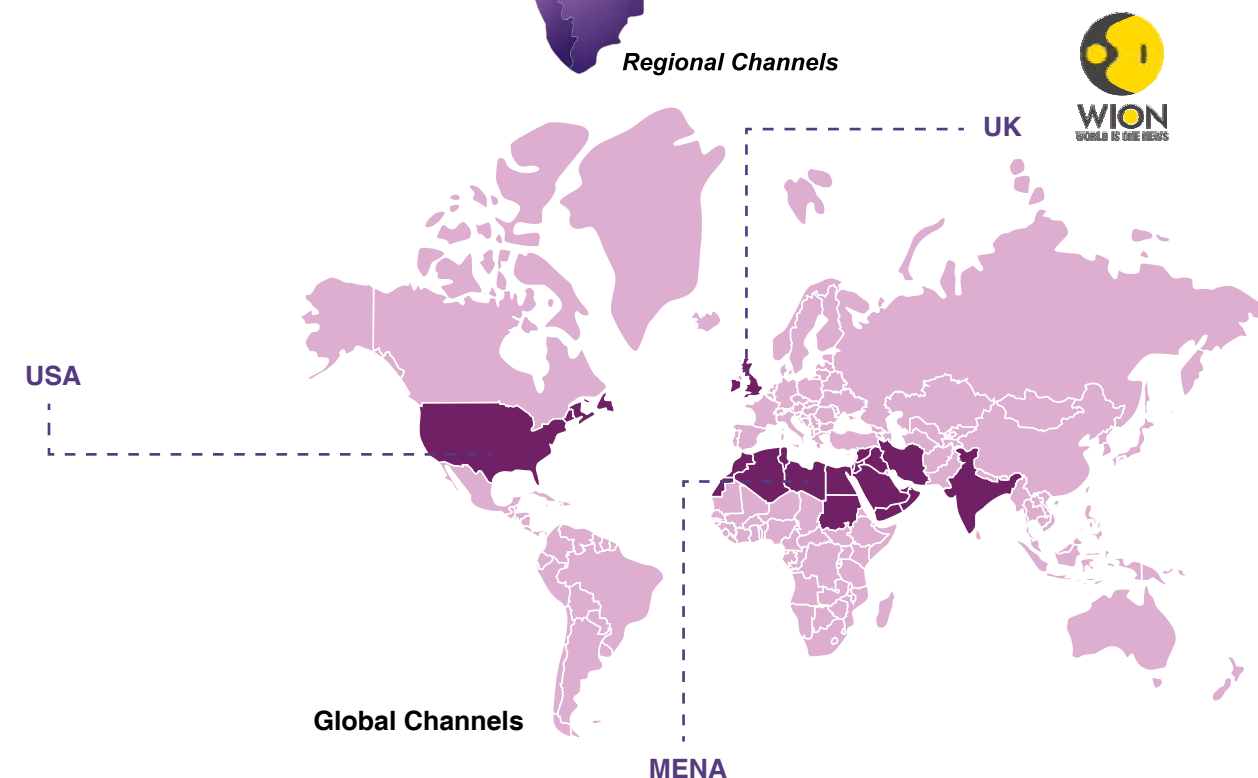 Regional Channels
UK
WION
WORLD IS ONE NEWS
USA
Global Channels
MENA